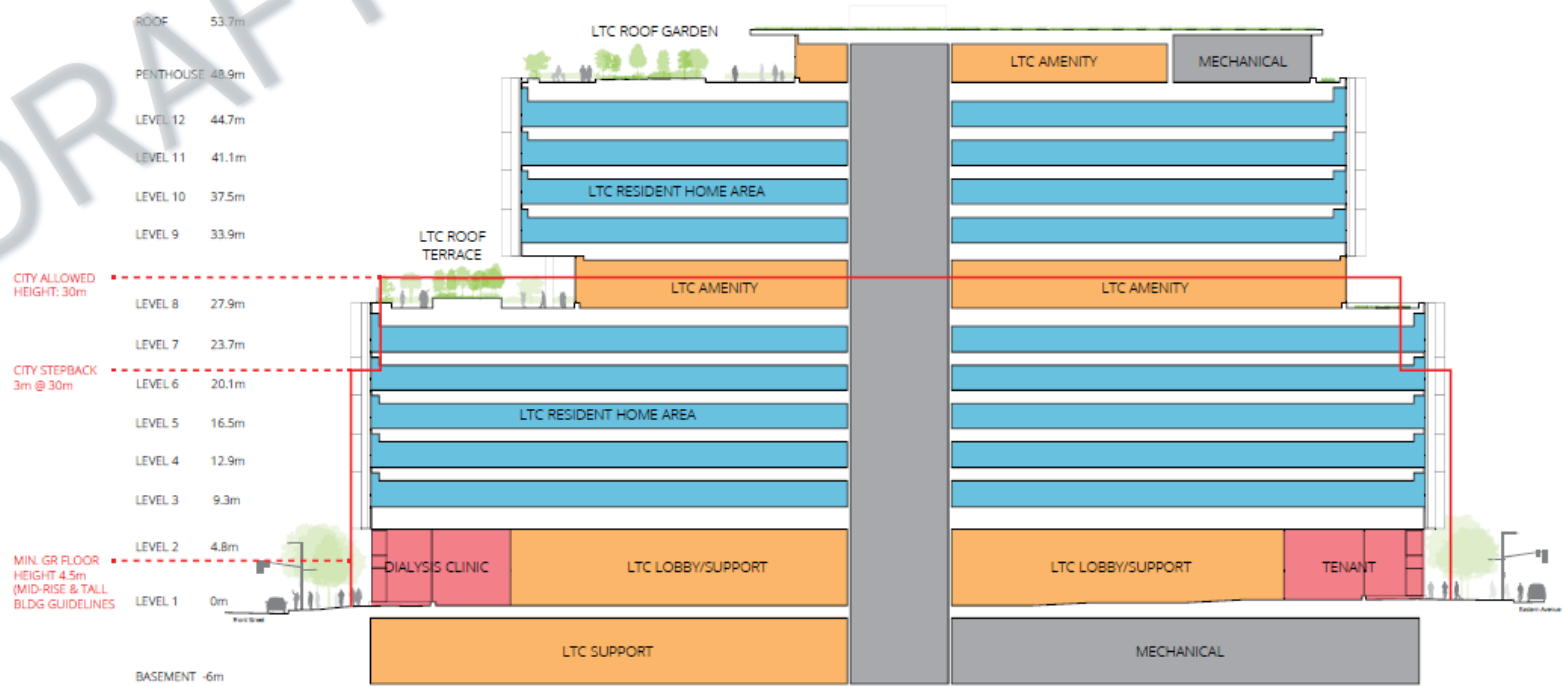 DRAFT
ROOF 53.7m
LTC ROOF GARDEN
PENTHOUSE 48.9m
LTC AMENITY
MECHANICAL
LEVEL 12 44.7m
LEVEL 11 41.1m
LEVEL 10 37.5m
LTC RESIDENT HOME AREA
LEVEL 9 33.9m
LTC ROOF
TERRACE
CITY ALLOWED
HEIGHT: 30m
LTC AMENITY
LTC AMENITY
LEVEL 8 27.9m
LEVEL 7 23.7m
CITY STEPBACK
3m @ 30m
LEVEL 6 20.1m
LEVEL 5 16.5m
LTC RESIDENT HOME AREA
LEVEL 4 12.9m
LEVEL 3 9.3m
LEVEL 2 4.8m
MIN. GR FLOOR
HEIGHT 4.5m
(MID-RISE & TALL
BLDG GUIDELINES
DIALYSIS CLINIC
LTC LOBBY/SUPPORT
LTC LOBBY/SUPPORT
TENANT
LEVEL 1 0m
Front Street
Eastern Avenue
LTC SUPPORT
MECHANICAL
BASEMENT -6m